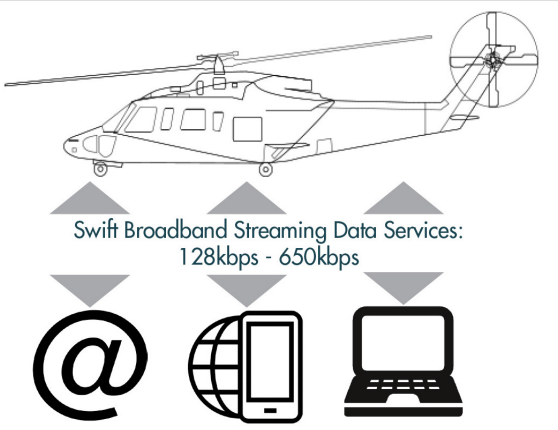 Swift Broadband Streaming Data Services:
128kbps - 650kbps
@